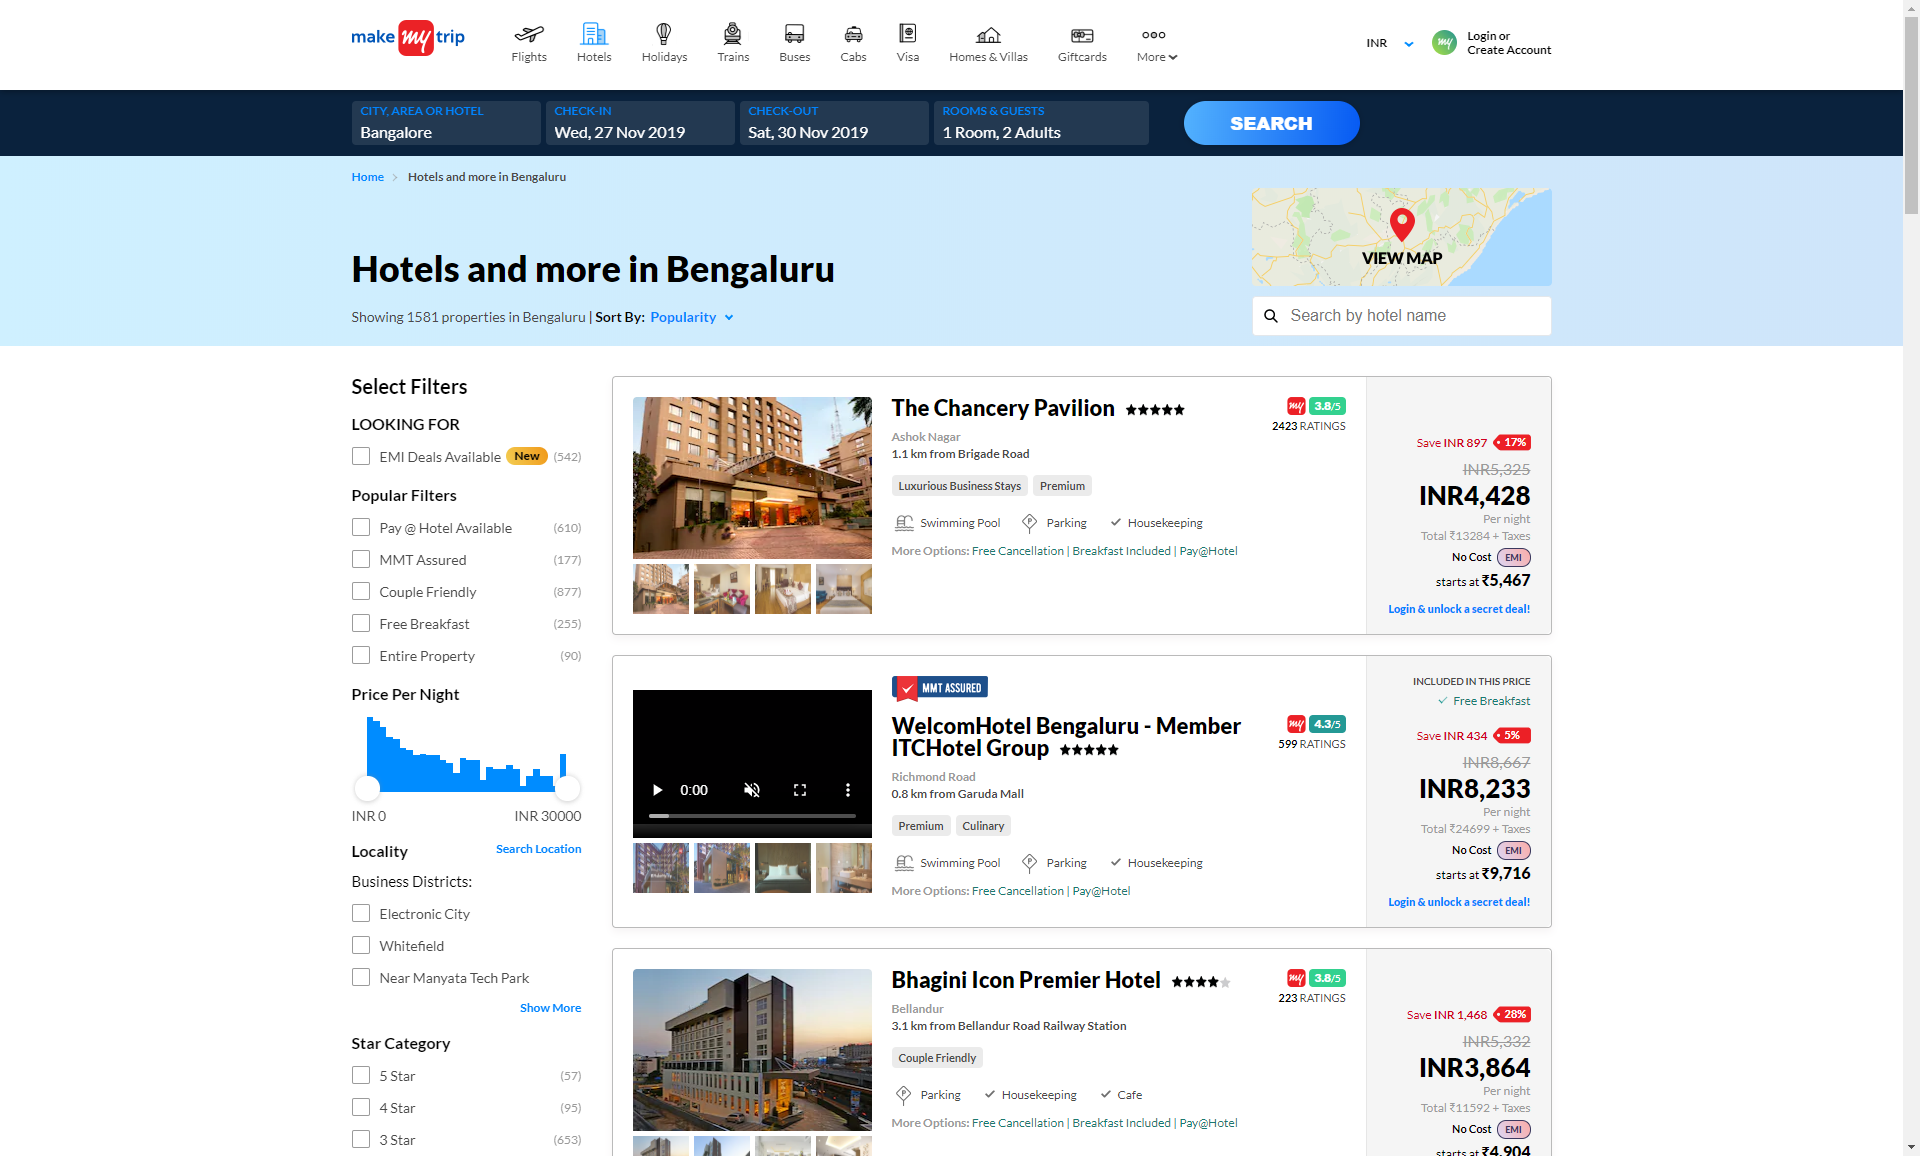 make my trip
Flights
Hotels
Holidays
Trains
Buses
Cabs
Visa
Homes & Villas
Giftcards
More
INR
my
Login or
Create Account
CITY, AREA OR HOTEL
Bangalore
CHECK-IN
Wed, 27 Nov 2019
CHECK-OUT
Sat, 30 Nov 2019
ROOMS & GUESTS
1 Room, 2 Adults
SEARCH
Home
Hotels and more in Bengaluru
VIEW MAP
Hotels and more in Bengaluru
Showing 1581 properties in Bengaluru | Sort By: Popularity
Search by hotel name
Select Filters
LOOKING FOR
EMI Deals Available New (542)
Popular Filters
Pay @ Hotel Available (610)
MMT Assured (177)
Couple Friendly (877)
Free Breakfast (255)
Entire Property (90)
Price Per Night
INR 0 INR 30000
Locality Search Location
Business Districts:
Electronic City
Whitefield
Near Manyata Tech Park
Show More
Star Category
5 Star (57)
4 Star (95)
3 Star (653)
The Chancery Pavilion
my 3.8/5
2423 RATINGS
Ashok Nagar
1.1 km from Brigade Road
Luxurious Business Stays Premium
Swimming Pool Parking Housekeeping
More Options: Free Cancellation | Breakfast Included | Pay@Hotel
Save INR 897 17%
INR5,325
INR4,428
Per night
Total ₹13284 + Taxes
No Cost EMI
starts at ₹5,467
Login & unlock a secret deal!
0:00
MMT ASSURED
WelcomHotel Bengaluru - Member
ITCHotel Group
my 4.3/5
599 RATINGS
Richmond Road
0.8 km from Garuda Mall
Premium Culinary
Swimming Pool Parking Housekeeping
More Options: Free Cancellation | Pay@Hotel
INCLUDED IN THIS PRICE
Free Breakfast
Save INR 434 5%
INR8,667
INR8,233
Per night
Total ₹24699 + Taxes
No Cost EMI
starts at ₹9,716
Login & unlock a secret deal!
Bhagini Icon Premier Hotel
my 3.8/5
223 RATINGS
Bellandur
3.1 km from Bellandur Road Railway Station
Couple Friendly
Parking Housekeeping Cafe
More Options: Free Cancellation | Breakfast Included | Pay@Hotel
Save INR 1,468 28%
INR5,332
INR3,864
Per night
Total ₹11592 + Taxes
No Cost EMI
starts at ₹4,904